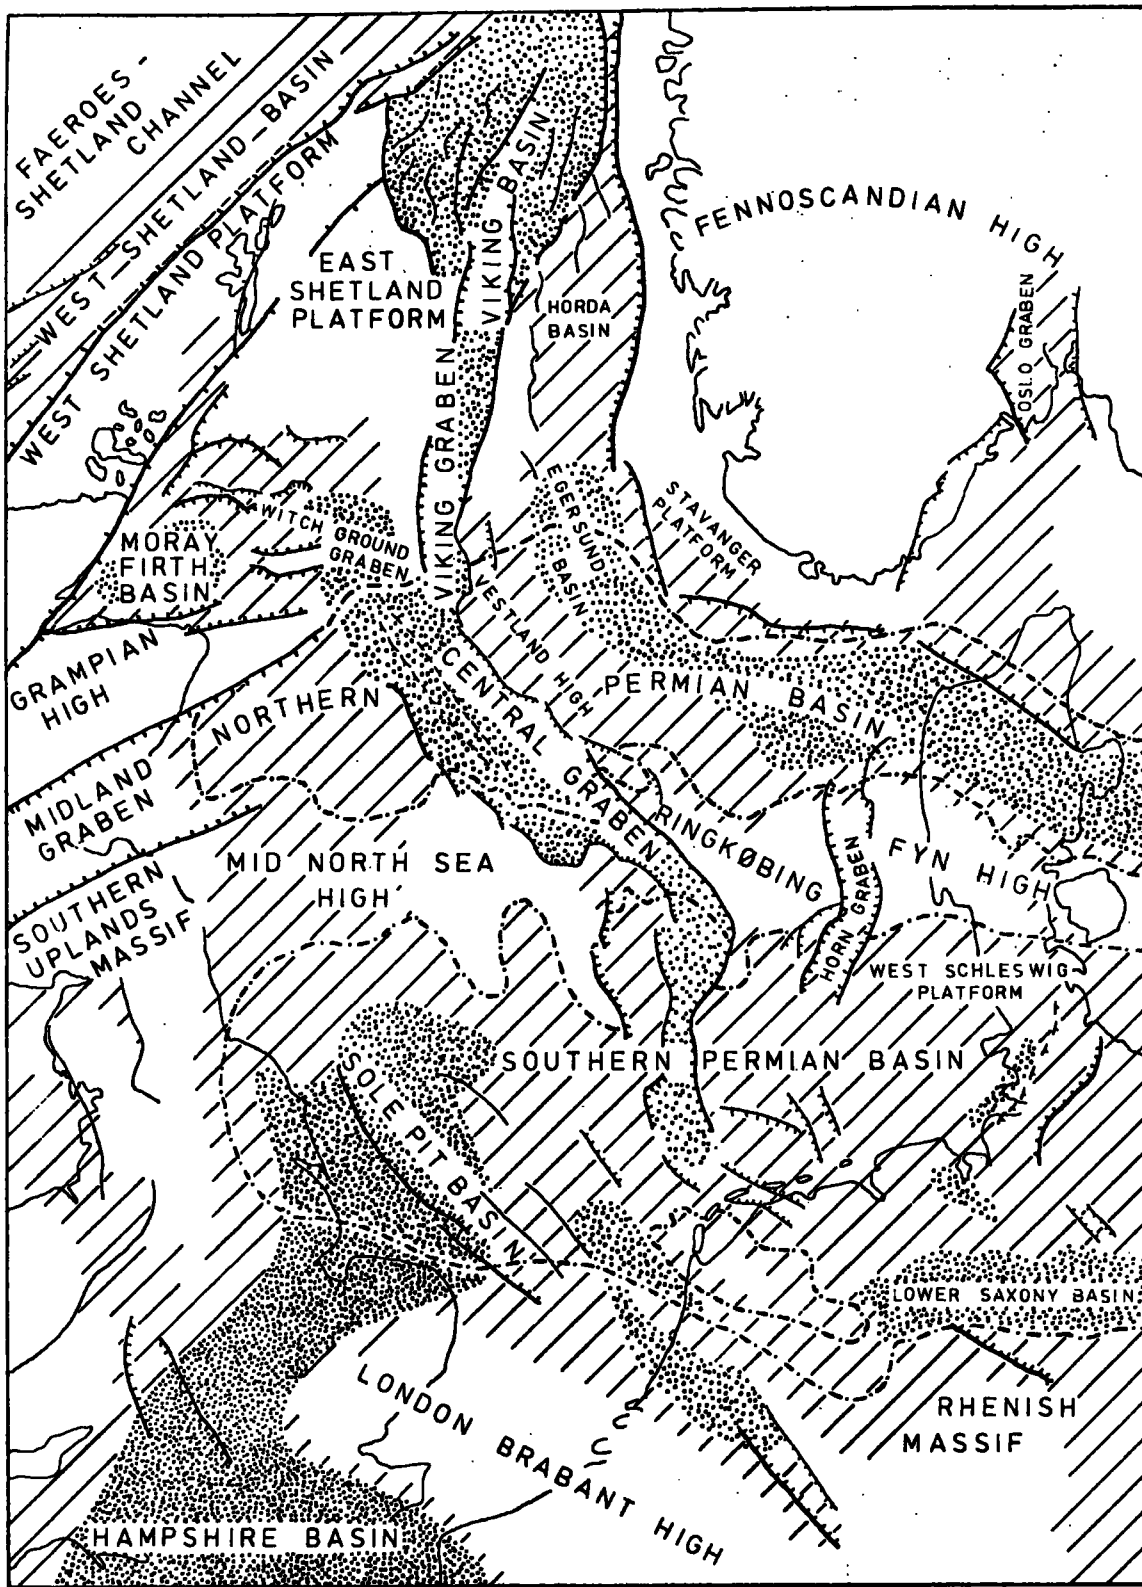 FAEROES -
SHETLAND
CHANNEL
WEST SHETLAND BASIN
WEST SHETLAND PLATFORM
VIKING BASIN
EAST
SHETLAND
PLATFORM
HORDA
BASIN
FENNOSCANDIAN HIGH
OSLO GRABEN
VIKING GRABEN
WITCH GROUND
GRABEN
MORAY
FIRTH
BASIN
EGERSUND
BASIN
STAVANGER
PLATFORM
VESTLAND HIGH
GRAMPIAN
HIGH
NORTHERN
PERMIAN BASIN
CENTRAL GRABEN
MIDLAND
GRABEN
RINGKØBING
FYN HIGH
HORN GRABEN
MID NORTH SEA
HIGH
SOUTHERN
UPLANDS
MASSIF
WEST SCHLESWIG
PLATFORM
SOUTHERN PERMIAN BASIN
SOLE PIT BASIN
LOWER SAXONY BASIN
LONDON BRABANT HIGH
RHENISH
MASSIF
HAMPSHIRE BASIN